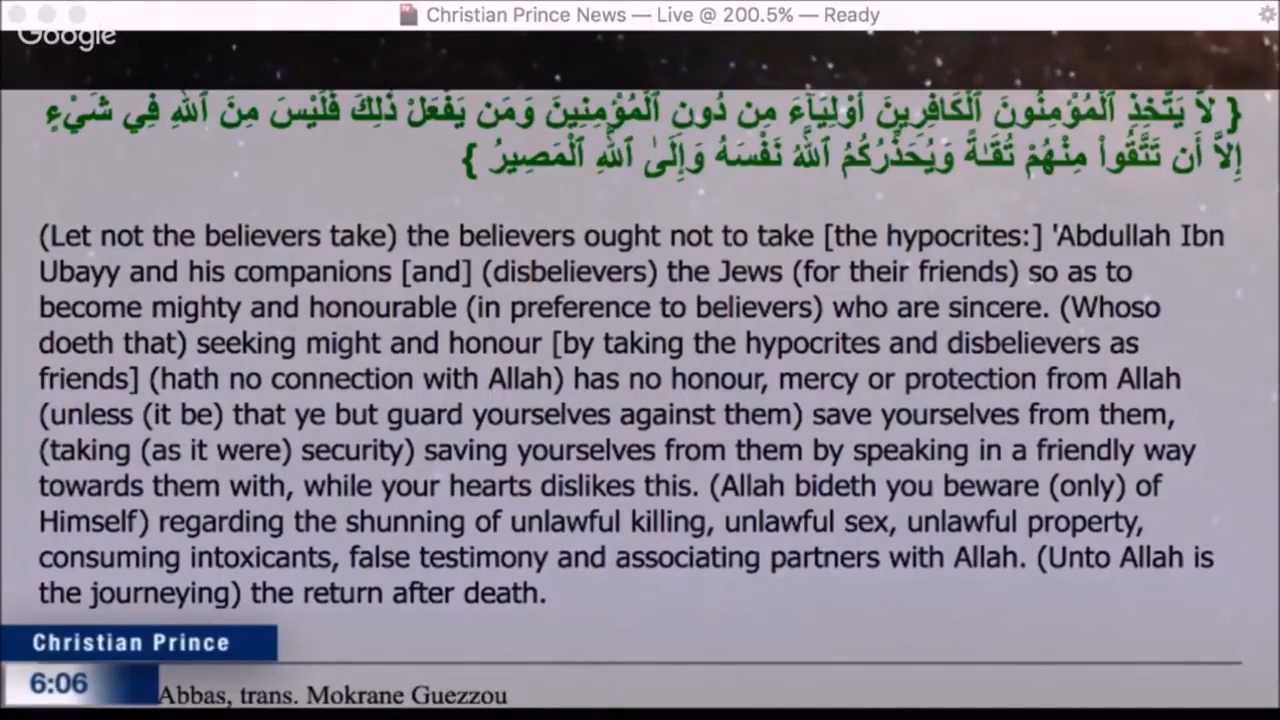 Christian Prince News — Live @ 200.5% — Ready
Google
{ لاَّ يَتَّخِذِ ٱلْمُؤْمِنُونَ ٱلْكَافِرِينَ أَوْلِيَآءَ مِن دُونِ ٱلْمُؤْمِنِينَ وَمَن يَفْعَلْ ذٰلِكَ فَلَيْسَ مِنَ ٱللَّهِ فِي شَيْءٍ
إِلاَّ أَن تَتَّقُواْ مِنْهُمْ تُقَـٰةً وَيُحَذِّرُكُمُ ٱللَّهُ نَفْسَهُ وَإِلَىٰ ٱللَّهِ ٱلْمَصِيرُ }
(Let not the believers take) the believers ought not to take [the hypocrites:] 'Abdullah Ibn
Ubayy and his companions [and] (disbelievers) the Jews (for their friends) so as to
become mighty and honourable (in preference to believers) who are sincere. (Whoso
doeth that) seeking might and honour [by taking the hypocrites and disbelievers as
friends] (hath no connection with Allah) has no honour, mercy or protection from Allah
(unless (it be) that ye but guard yourselves against them) save yourselves from them,
(taking (as it were) security) saving yourselves from them by speaking in a friendly way
towards them with, while your hearts dislikes this. (Allah bideth you beware (only) of
Himself) regarding the shunning of unlawful killing, unlawful sex, unlawful property,
consuming intoxicants, false testimony and associating partners with Allah. (Unto Allah is
the journeying) the return after death.
Christian Prince
6:06
Abbas, trans. Mokrane Guezzou